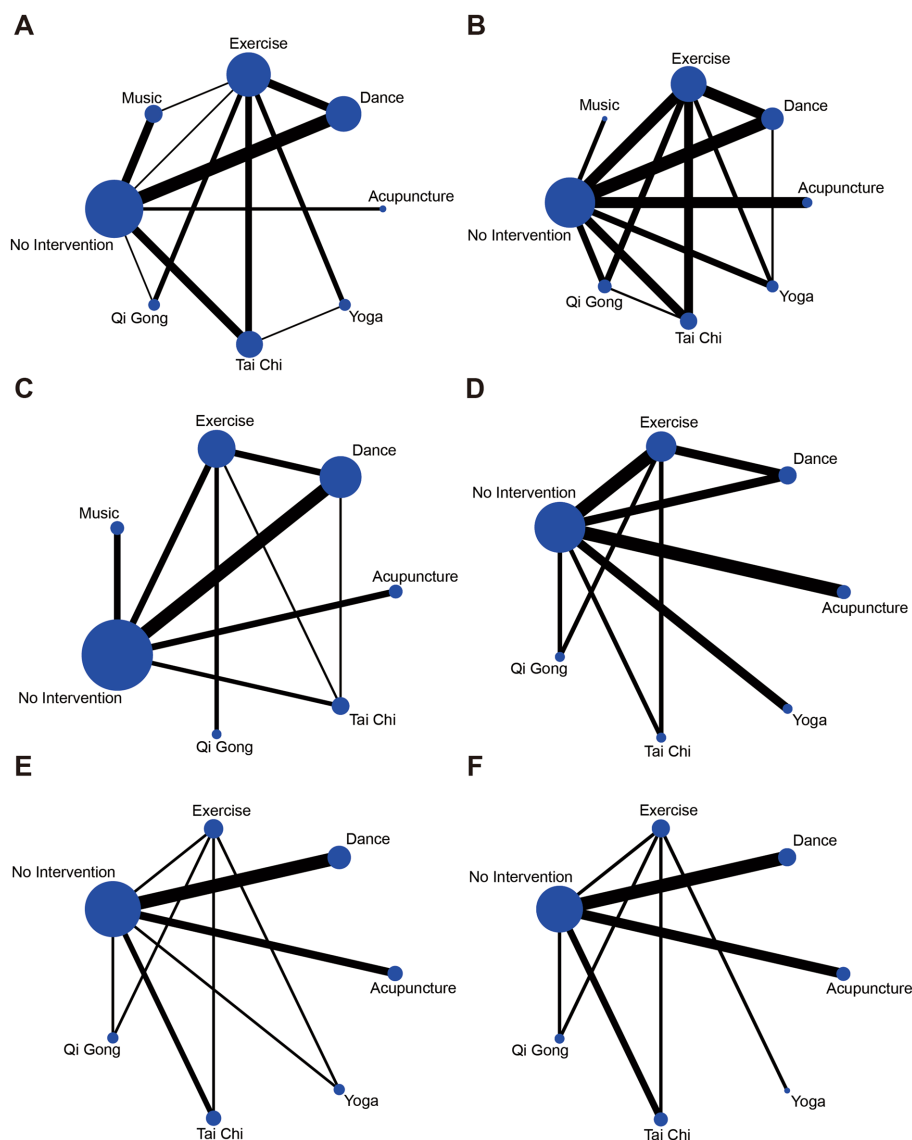 A
Exercise
Music
Dance
Acupuncture
No Intervention
Qi Gong
Yoga
Tai Chi
B
Exercise
Music
Dance
Acupuncture
No Intervention
Qi Gong
Yoga
Tai Chi
C
Exercise
Dance
Music
Acupuncture
No Intervention
Tai Chi
Qi Gong
D
Exercise
Dance
No Intervention
Acupuncture
Qi Gong
Yoga
Tai Chi
E
Exercise
Dance
No Intervention
Acupuncture
Qi Gong
Yoga
Tai Chi
F
Exercise
Dance
No Intervention
Acupuncture
Qi Gong
Yoga
Tai Chi